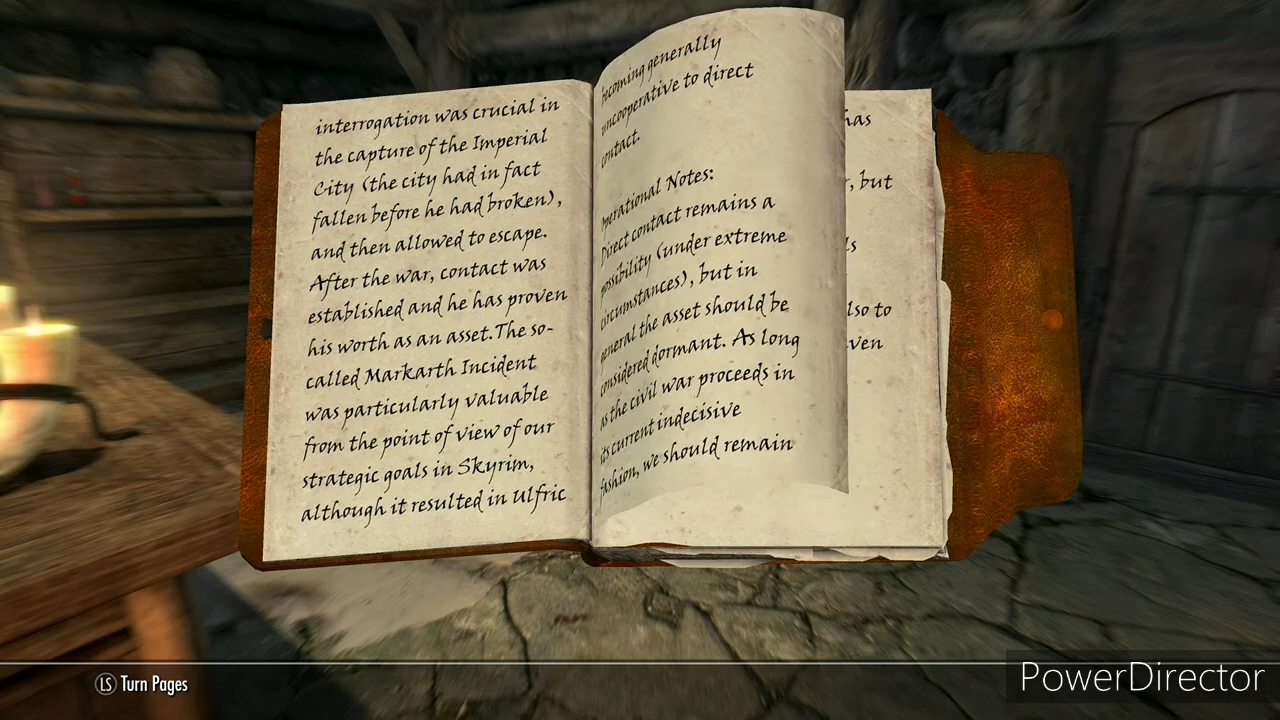 interrogation was crucial in
the capture of the Imperial
City (the city had in fact
fallen before he had broken),
and then allowed to escape.
After the war, contact was
established and he has proven
his worth as an asset. The so-
called Markarth Incident
was particularly valuable
from the point of view of our
strategic goals in Skyrim,
although it resulted in Ulfric
becoming generally
uncooperative to direct
contact.
Operational Notes:
Direct contact remains a
possibility (under extreme
circumstances), but in
general the asset should be
considered dormant. As long
as the civil war proceeds in
its current indecisive
fashion, we should remain
has
, but
lso to
LS Turn Pages
PowerDirector